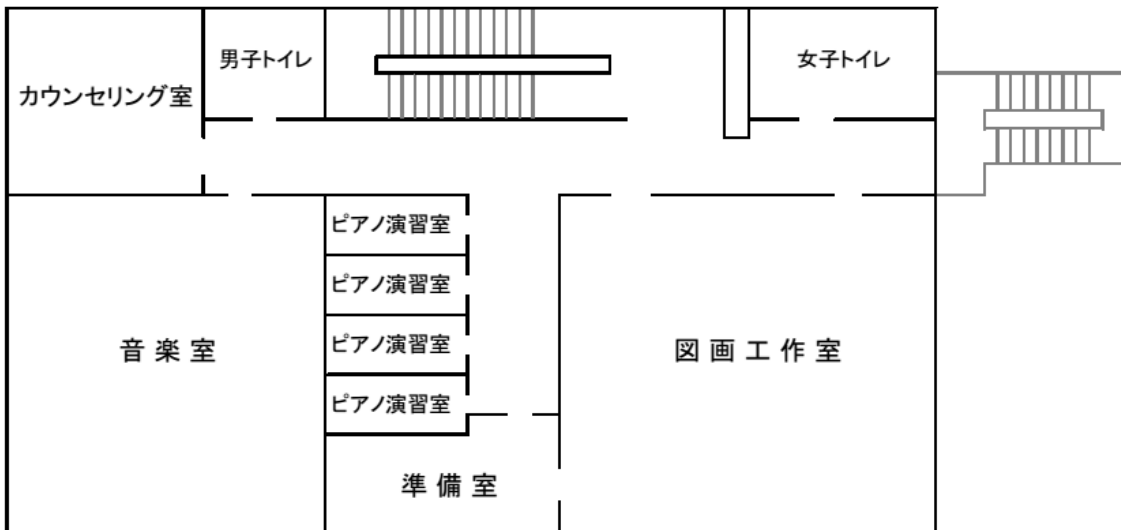 男子トイレ
女子トイレ
カウンセリング室
ピアノ演習室
ピアノ演習室
音楽室
ピアノ演習室
図画工作室
ピアノ演習室
準備室